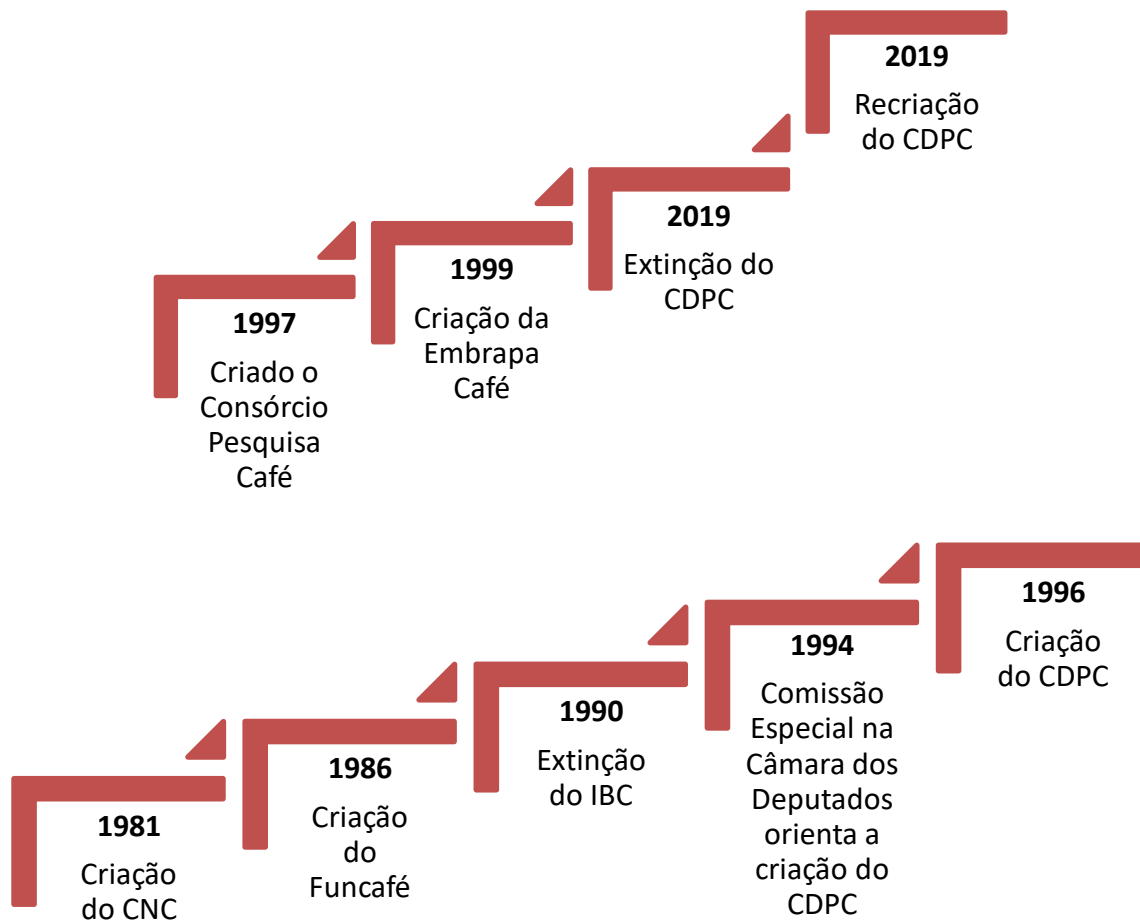 2019
Recriação
do CDPC
2019
Extinção do
CDPC
1999
Criação da
Embrapa
Café
1997
Criado o
Consórcio
Pesquisa
Café
1996
Criação
do CDPC
1994
Comissão
Especial na
Câmara dos
Deputados
orienta a
criação do
CDPC
1990
Extinção
do IBC
1986
Criação
do
Funcafé
1981
Criação
do CNC